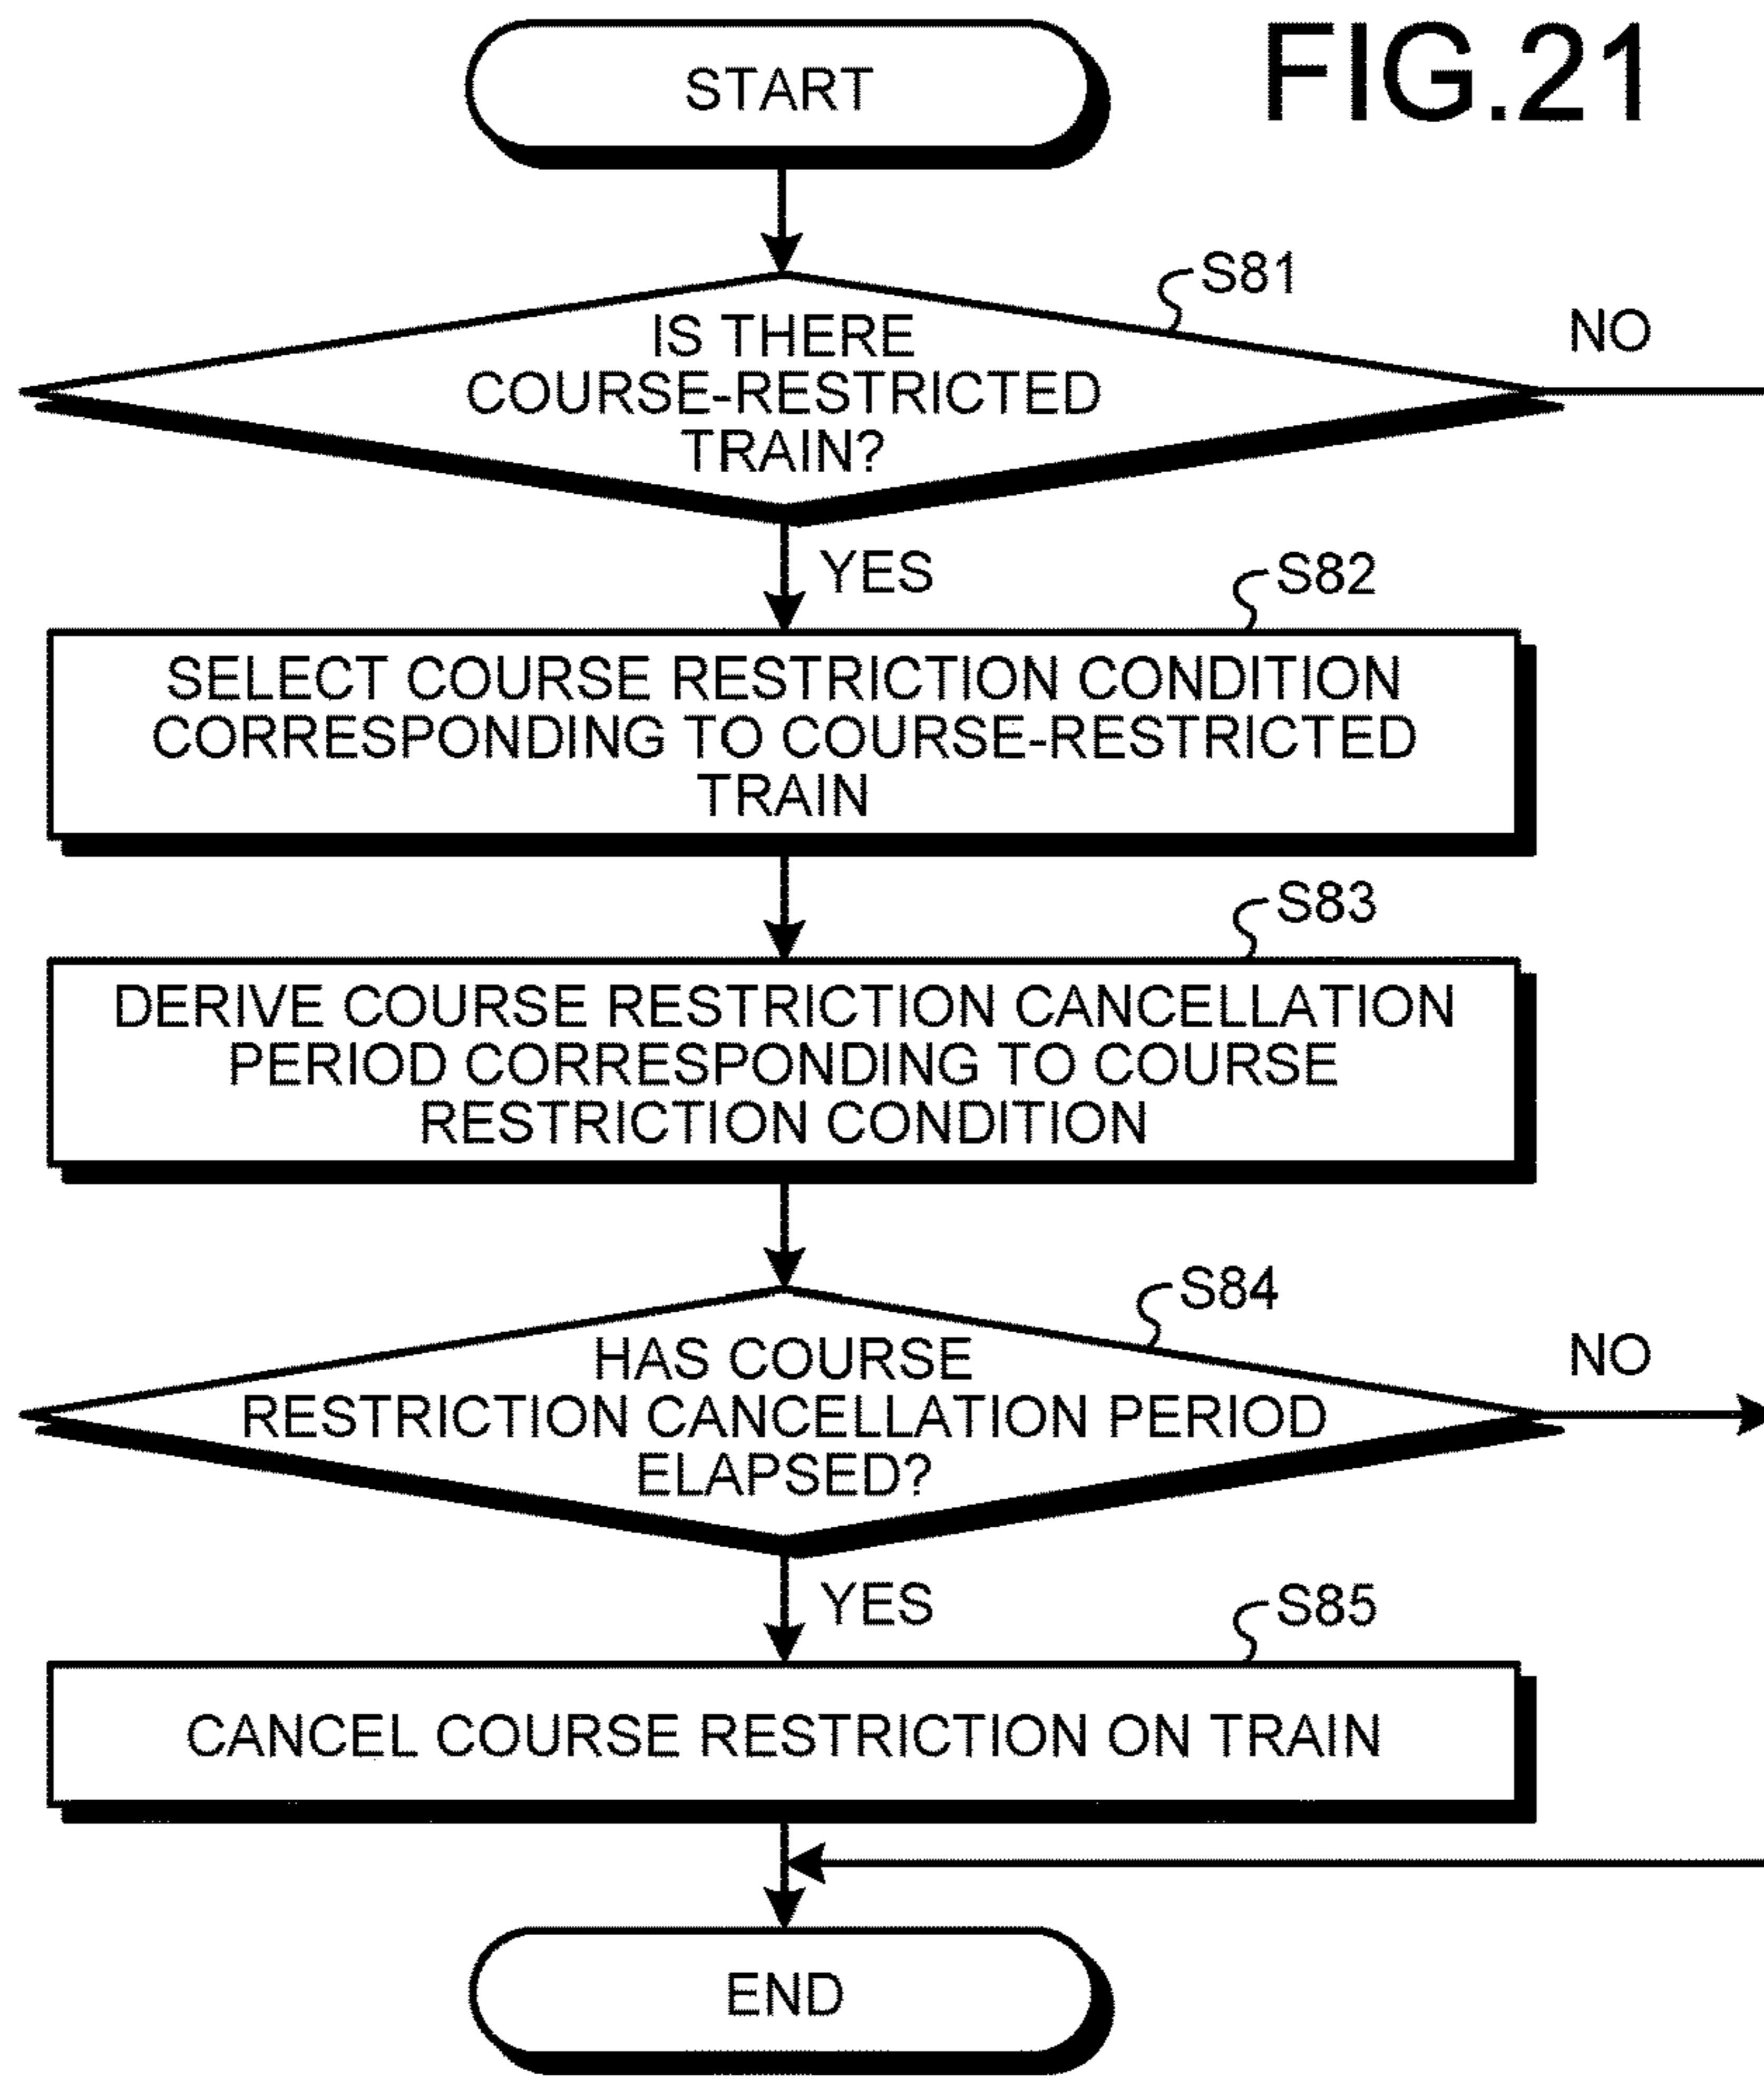 FIG.21
START
S81
IS THERE
COURSE-RESTRICTED
TRAIN?
NO
YES
S82
SELECT COURSE RESTRICTION CONDITION
CORRESPONDING TO COURSE-RESTRICTED
TRAIN
S83
DERIVE COURSE RESTRICTION CANCELLATION
PERIOD CORRESPONDING TO COURSE
RESTRICTION CONDITION
S84
HAS COURSE
RESTRICTION CANCELLATION PERIOD
ELAPSED?
NO
YES
S85
CANCEL COURSE RESTRICTION ON TRAIN
END